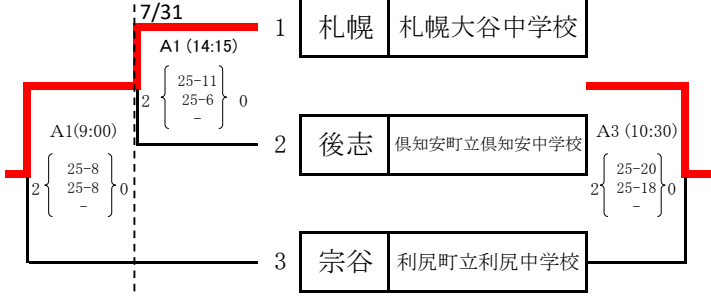 7/31
1 札幌 札幌大谷中学校
A1 (14:15)
25-11
2 25-6 0
-
A1(9:00)
2 後志 倶知安町立倶知安中学校
A3 (10:30)
25-8
2 25-8 0
-
25-20
2 25-18 0
-
3 宗谷 利尻町立利尻中学校